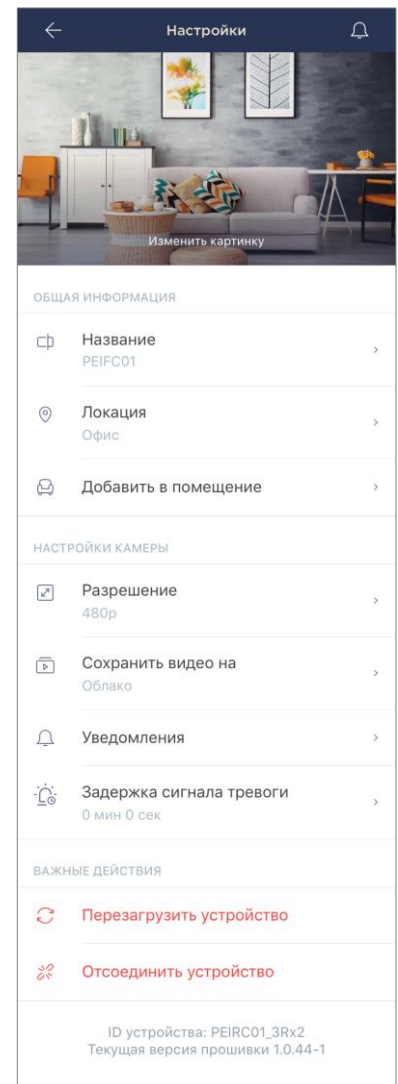 Настройки
Изменить картинку
ОБЩАЯ ИНФОРМАЦИЯ
Название
PEIFC01
Локация
Офис
Добавить в помещение
НАСТРОЙКИ КАМЕРЫ
Разрешение
480p
Сохранить видео на
Облако
Уведомления
Задержка сигнала тревоги
0 мин 0 сек
ВАЖНЫЕ ДЕЙСТВИЯ
Перезагрузить устройство
Отсоединить устройство
ID устройства: PEIRC01_3Rx2
Текущая версия прошивки 1.0.44-1